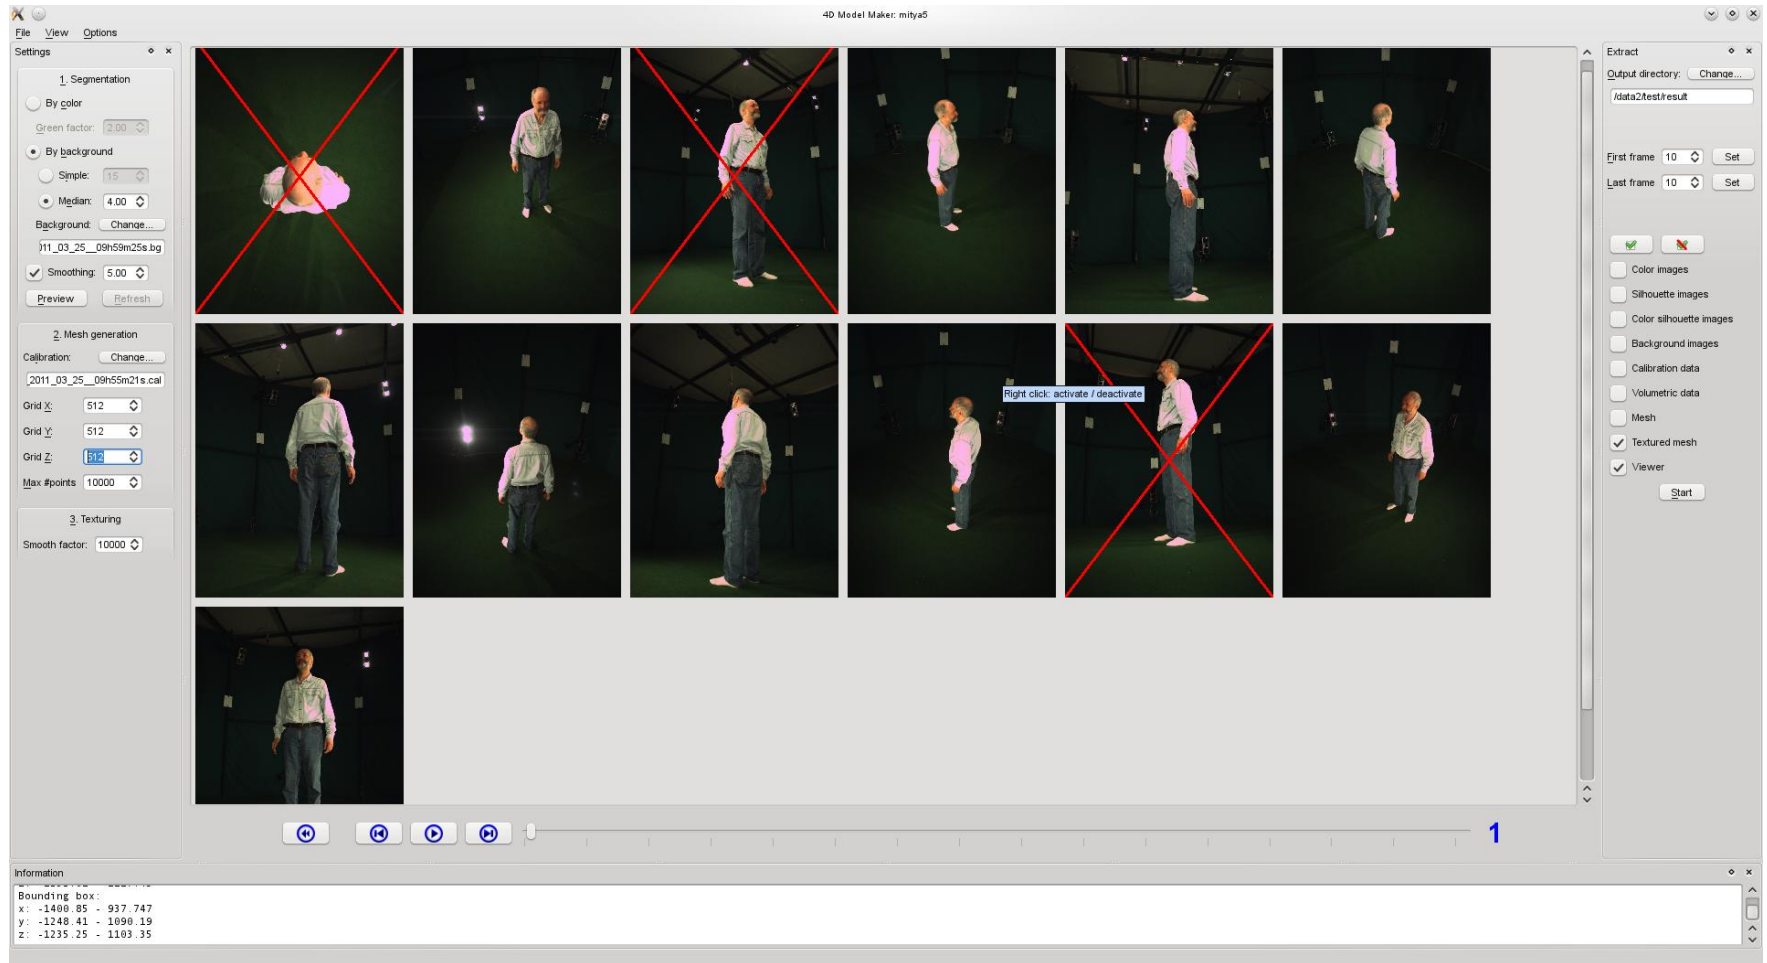 4D Model Maker: mitya5
File View Options
Settings
1. Segmentation
By color
Green factor: 2.00
By background
Simple: 15
Median: 4.00
Background: Change...
)11_03_25__09h59m25s.bg
Smoothing: 5.00
Preview Refresh
2. Mesh generation
Calibration: Change...
_2011_03_25__09h55m21s.cal
Grid X: 512
Grid Y: 512
Grid Z: 512
Max #points 10000
3. Texturing
Smooth factor: 10000
Right click: activate / deactivate
1
Extract
Output directory: Change...
/data2/test/result
First frame 10 Set
Last frame 10 Set
Color images
Silhouette images
Color silhouette images
Background images
Calibration data
Volumetric data
Mesh
Textured mesh
Viewer
Start
Information
Bounding box:
x: -1400.85 - 937.747
y: -1248.41 - 1090.19
z: -1235.25 - 1103.35